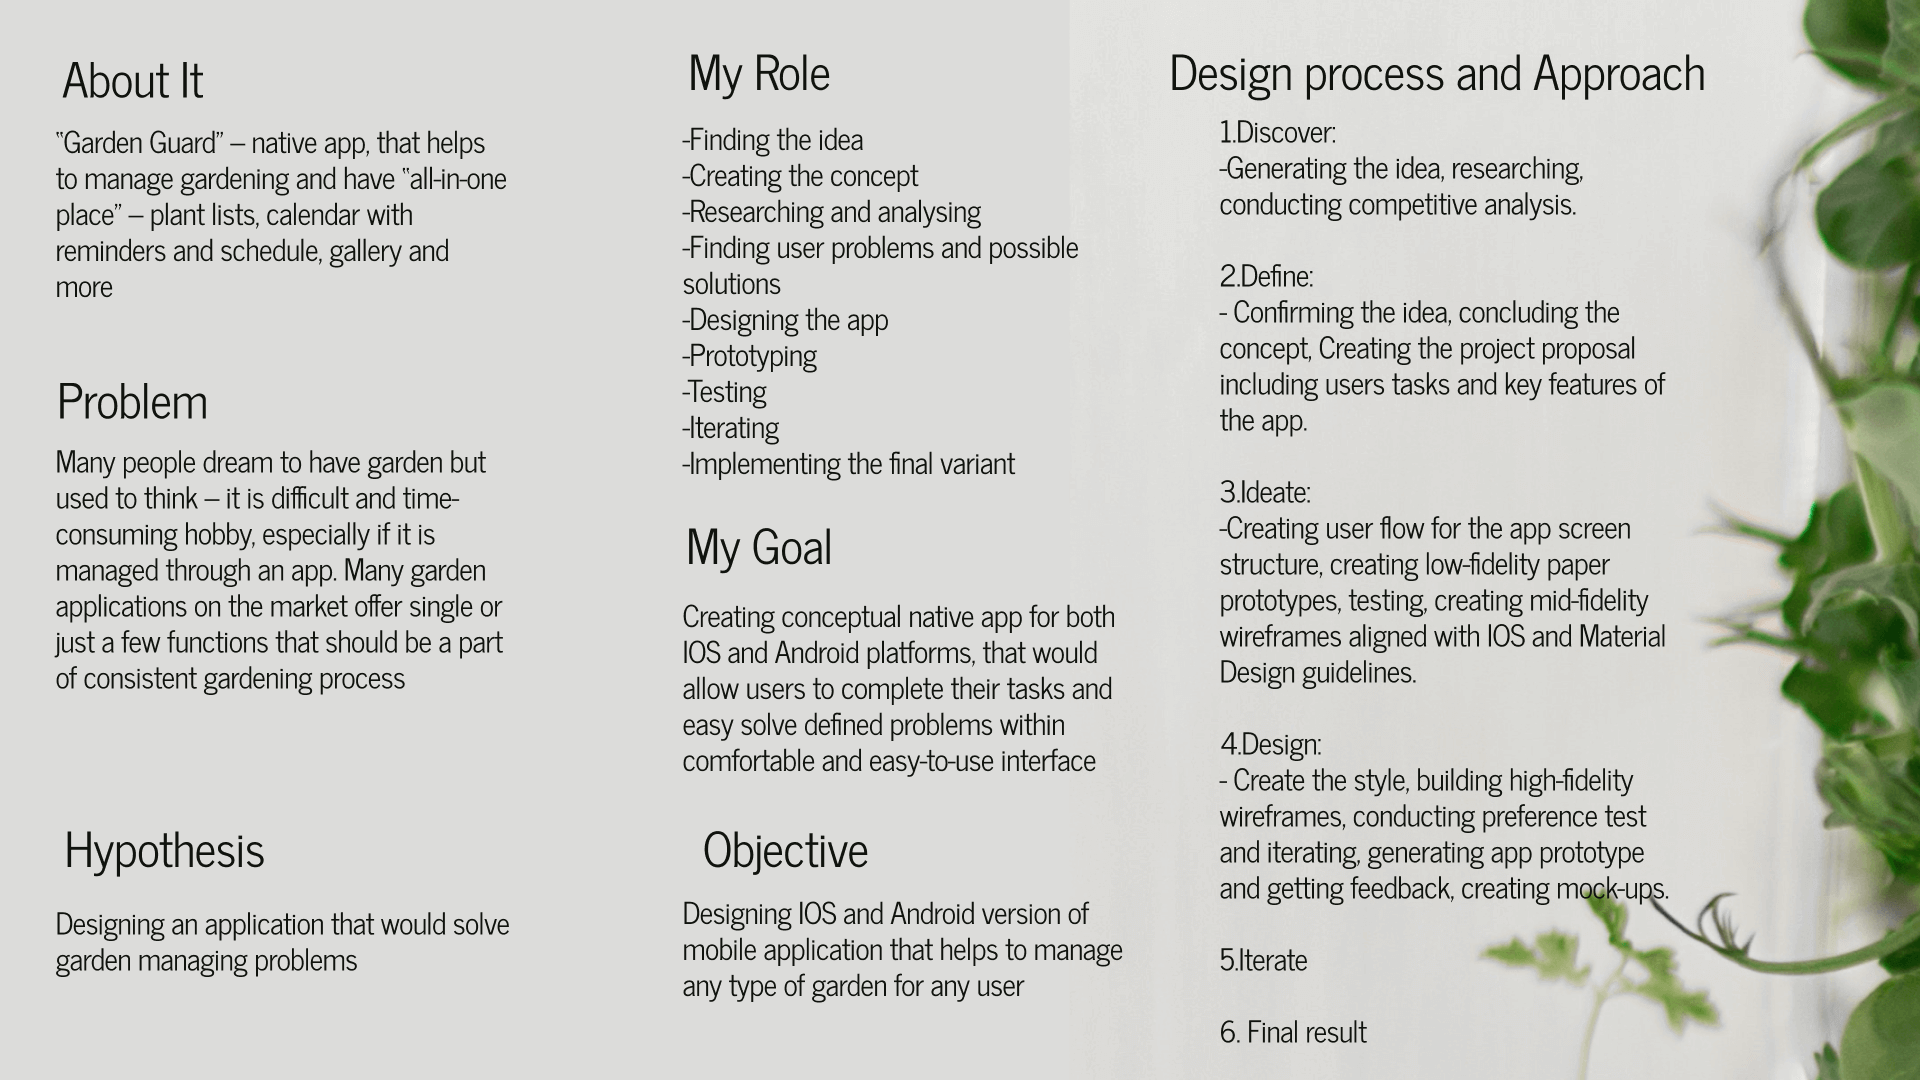 About It
"Garden Guard" – native app, that helps
to manage gardening and have "all-in-one
place" – plant lists, calendar with
reminders and schedule, gallery and
more
Problem
Many people dream to have garden but
used to think – it is difficult and time-
consuming hobby, especially if it is
managed through an app. Many garden
applications on the market offer single or
just a few functions that should be a part
of consistent gardening process
Hypothesis
Designing an application that would solve
garden managing problems
My Role
-Finding the idea
-Creating the concept
-Researching and analysing
-Finding user problems and possible
solutions
-Designing the app
-Prototyping
-Testing
-Iterating
-Implementing the final variant
My Goal
Creating conceptual native app for both
IOS and Android platforms, that would
allow users to complete their tasks and
easy solve defined problems within
comfortable and easy-to-use interface
Objective
Designing IOS and Android version of
mobile application that helps to manage
any type of garden for any user
Design process and Approach
1.Discover:
-Generating the idea, researching,
conducting competitive analysis.
2.Define:
- Confirming the idea, concluding the
concept, Creating the project proposal
including users tasks and key features of
the app.
3.Ideate:
-Creating user flow for the app screen
structure, creating low-fidelity paper
prototypes, testing, creating mid-fidelity
wireframes aligned with IOS and Material
Design guidelines.
4.Design:
- Create the style, building high-fidelity
wireframes, conducting preference test
and iterating, generating app prototype
and getting feedback, creating mock-ups.
5.Iterate
6. Final result